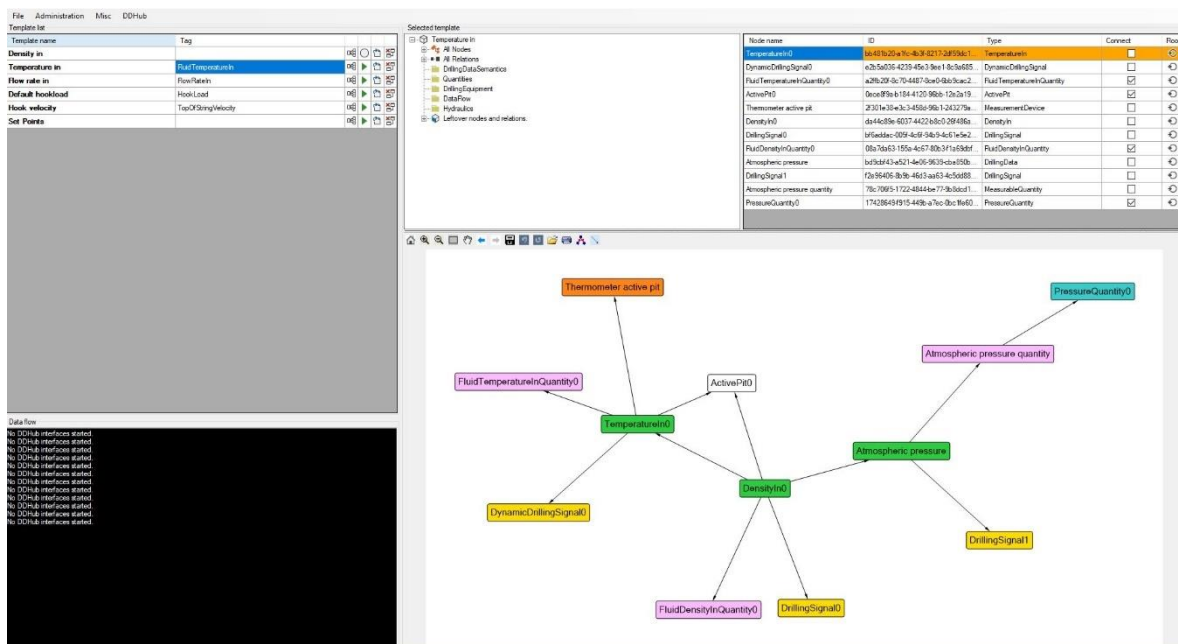 File Administration Misc DDHub
Template list
Template name Tag
Density in
Temperature in FluidTemperatureIn
Flow rate in FlowRateIn
Default hookload HookLoad
Hook velocity TopOfStringVelocity
Set Points
Selected template
Temperature in
All Nodes
All Relations
DrillingDataSemantics
Quantities
DrillingEquipment
DataFlow
Hydraulics
Leftover nodes and relations.
Node name ID Type Connect
TemperatureIn0 TemperatureIn
DynamicDrillingSignal0 DynamicDrillingSignal
FluidTemperatureInQuantity0 FluidTemperatureInQuantity
ActivePit0 ActivePit
Thermometer active pit MeasurementDevice
DensityIn0 DensityIn
DrillingSignal0 DrillingSignal
FluidDensityInQuantity0 FluidDensityInQuantity
Atmospheric pressure DrillingData
DrillingSignal1 DrillingSignal
Atmospheric pressure quantity MeasurableQuantity
PressureQuantity0 PressureQuantity
Thermometer active pit
PressureQuantity0
Atmospheric pressure quantity
FluidTemperatureInQuantity0
ActivePit0
TemperatureIn0
Atmospheric pressure
DensityIn0
DynamicDrillingSignal0
DrillingSignal1
FluidDensityInQuantity0
DrillingSignal0
Data flow
No DDHub interfaces started.
No DDHub interfaces started.
No DDHub interfaces started.
No DDHub interfaces started.
No DDHub interfaces started.
No DDHub interfaces started.
No DDHub interfaces started.
No DDHub interfaces started.
No DDHub interfaces started.
No DDHub interfaces started.
No DDHub interfaces started.
No DDHub interfaces started.